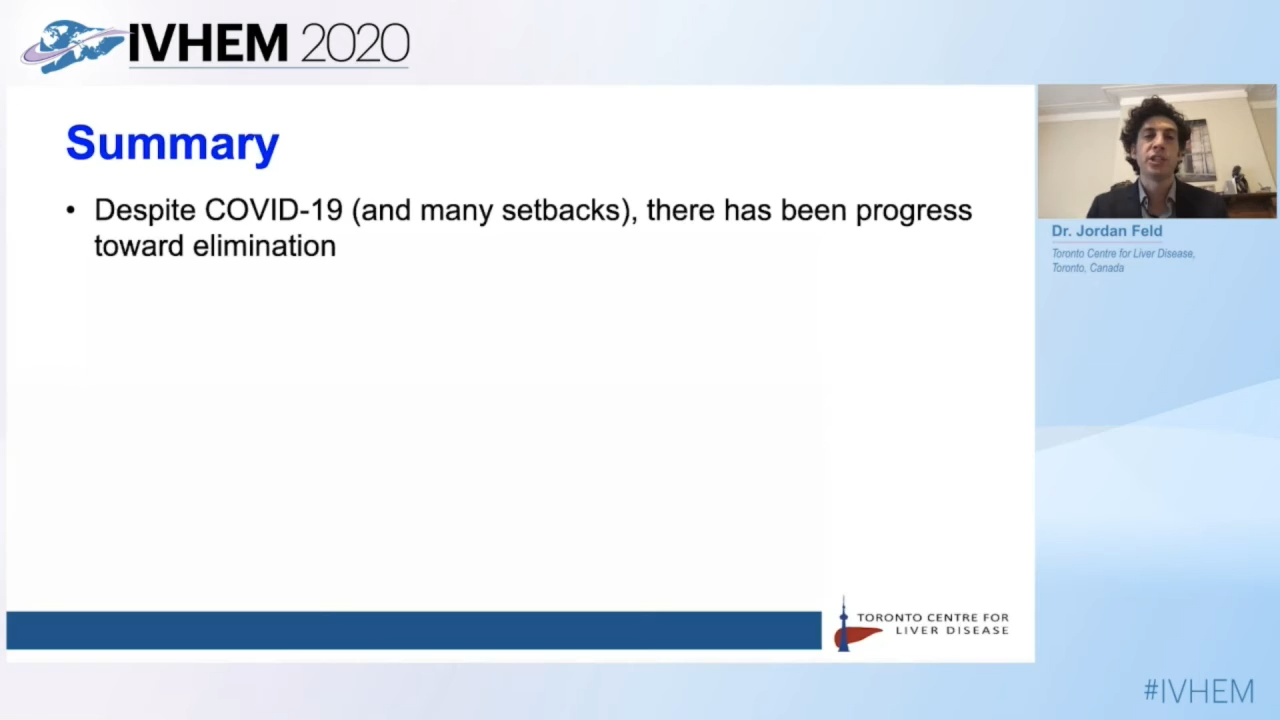 IVHEM 2020
Summary
• Despite COVID-19 (and many setbacks), there has been progress
toward elimination
TORONTO CENTRE FOR
LIVER DISEASE
Dr. Jordan Feld
Toronto Centre for Liver Disease,
Toronto, Canada
#IVHEM